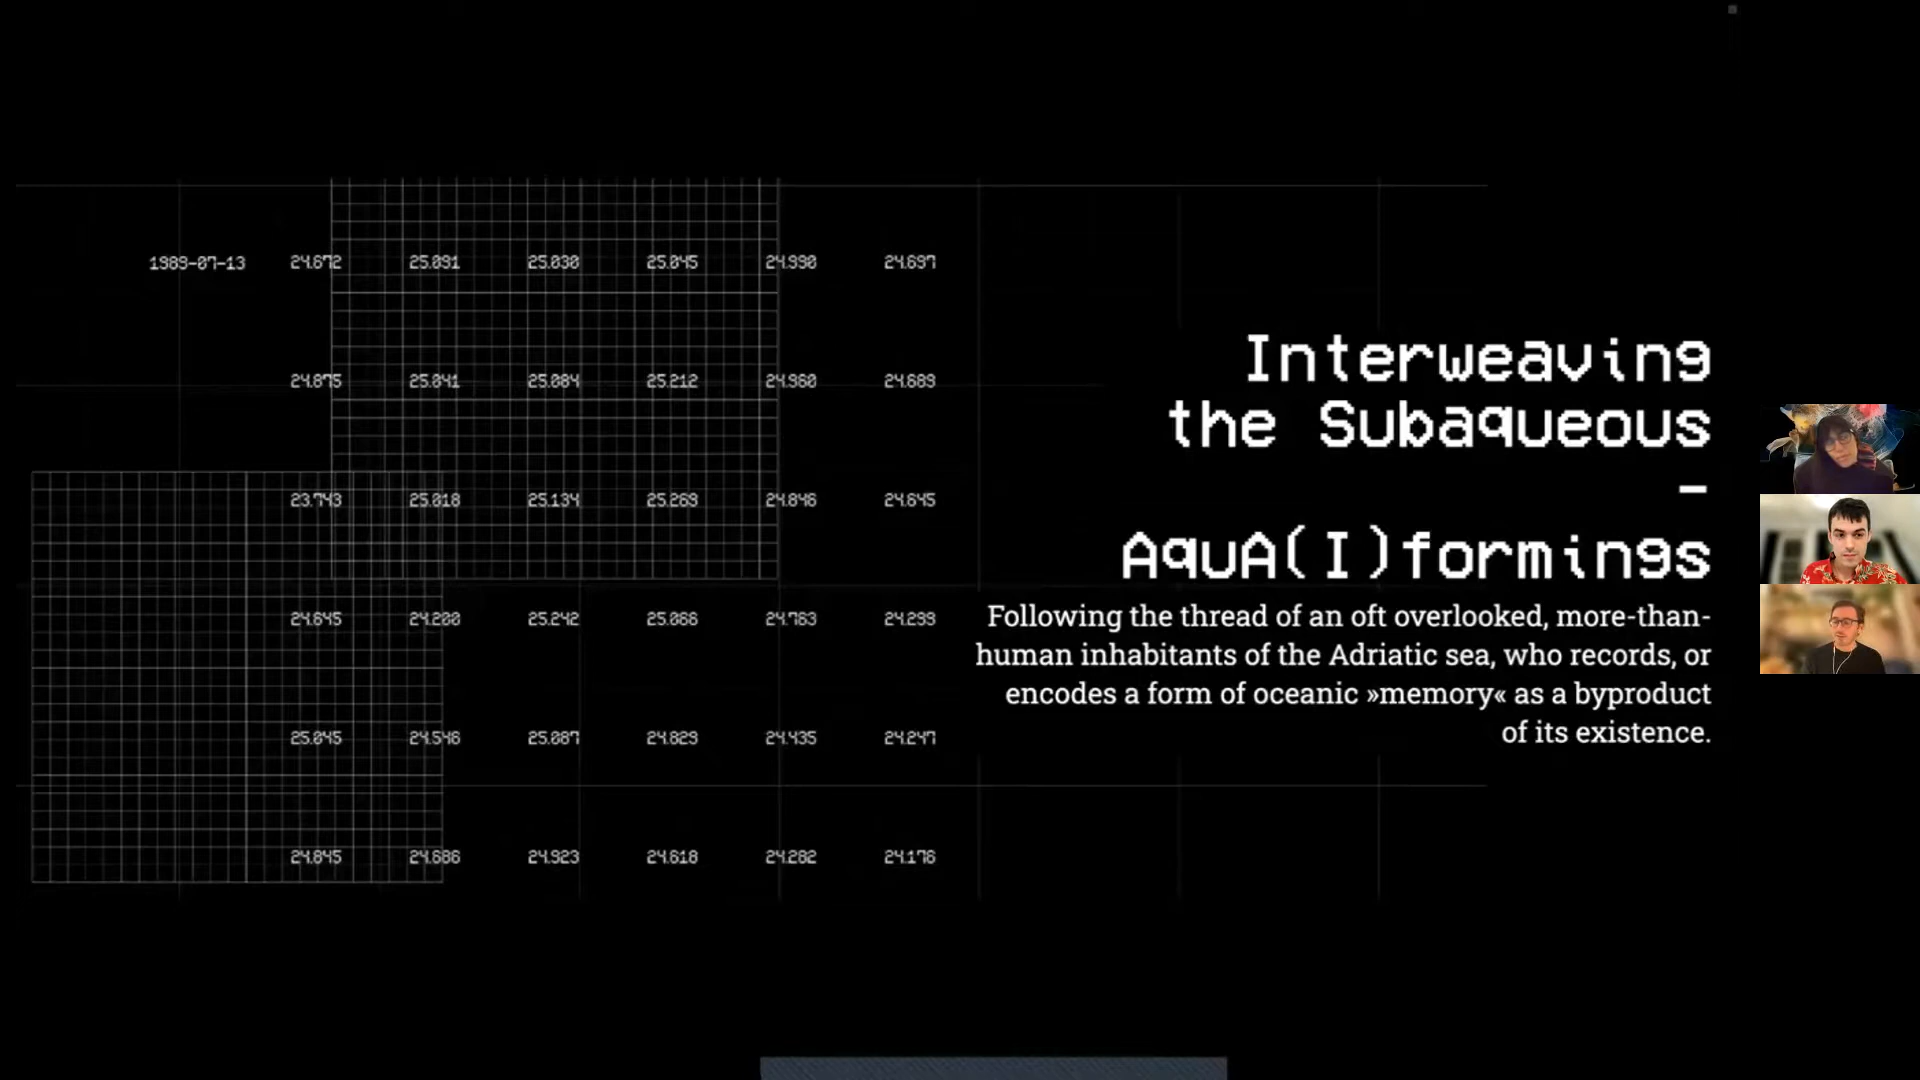 1989-07-13 24.672 25.091 25.030 25.045 24.990 24.697
24.875 25.041 25.084 25.212 24.960 24.689
23.743 25.018 25.134 25.269 24.846 24.645
24.645 24.200 25.242 25.066 24.763 24.299
25.045 24.546 25.087 24.829 24.435 24.247
24.845 24.686 24.923 24.618 24.282 24.176
Interweaving
the Subaqueous
–
AquA(I)formings
Following the thread of an oft overlooked, more-than-
human inhabitants of the Adriatic sea, who records, or
encodes a form of oceanic »memory« as a byproduct
of its existence.